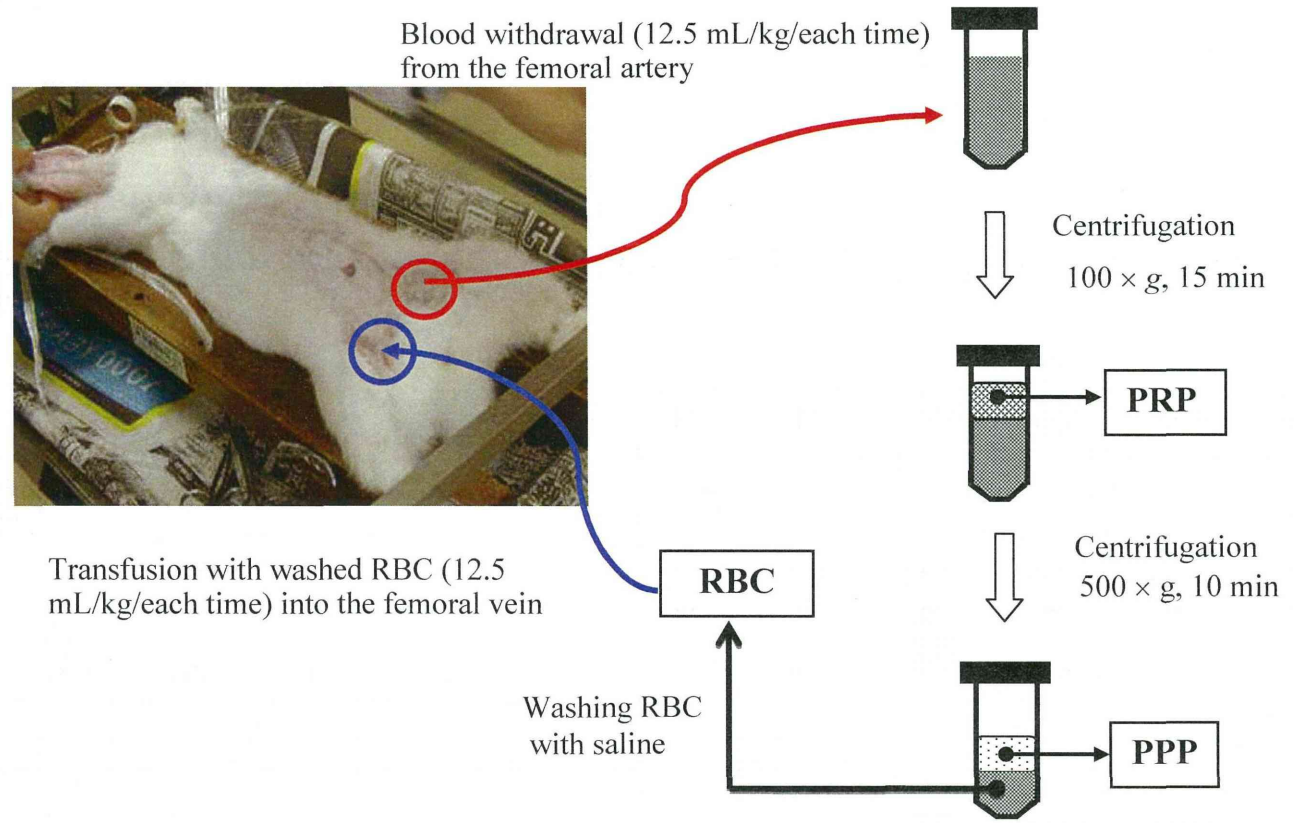 Blood withdrawal (12.5 mL/kg/each time)
from the femoral artery
Centrifugation
100 × g, 15 min
PRP
Centrifugation
500 × g, 10 min
Transfusion with washed RBC (12.5
mL/kg/each time) into the femoral vein
RBC
Washing RBC
with saline
PPP